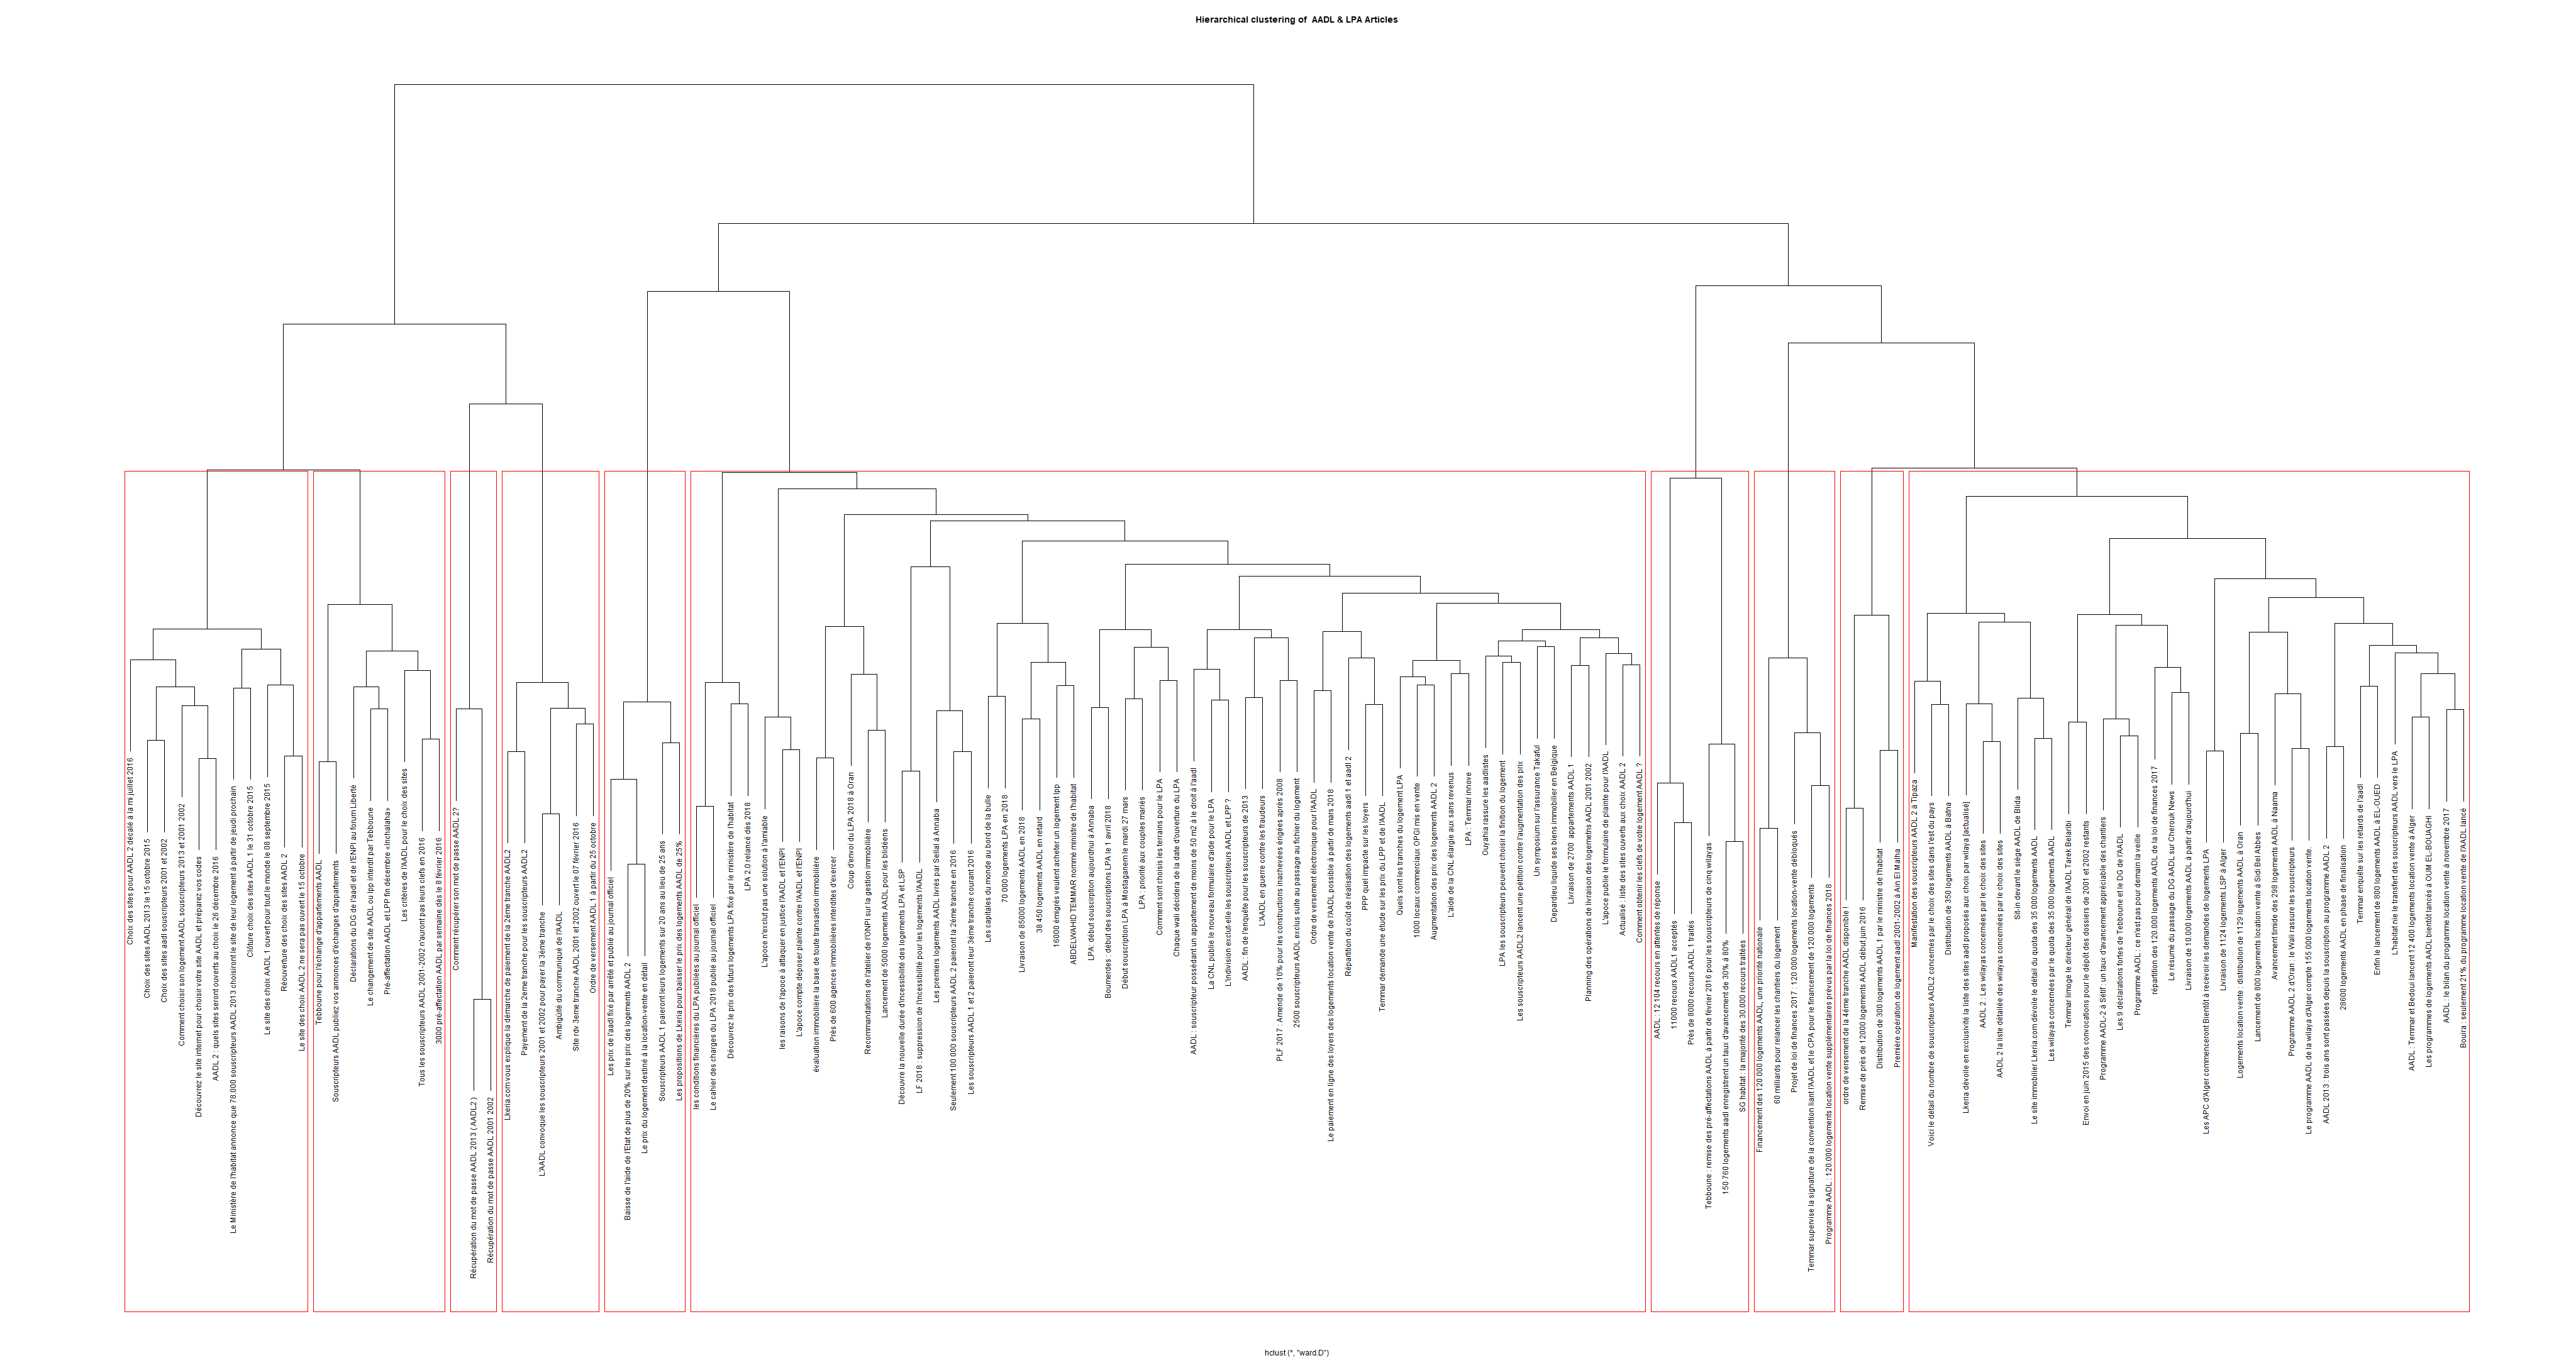 Hierarchical clustering of AADL & LPA Articles
Choix des sites pour AADL 2 décalé à la mi juillet 2016
Choix des sites AADL 2013 le 15 octobre 2015
Choix des sites aadl souscripteurs 2001 et 2002
Comment choisir son logement AADL, souscripteurs 2013 et 2001 2002
Découvrez le site internet pour choisir votre site AADL et préparez vos codes
AADL 2 : quels sites seront ouverts au choix le 26 décembre 2016
Le Ministère de l'habitat annonce que 78.000 souscripteurs AADL 2013 choisiront le site de leur logement à partir de jeudi prochain
Clôture choix des sites AADL 1 le 31 octobre 2015
Le site des choix AADL 1 ouvert pour tout le monde le 08 septembre 2015
Réouverture des choix des sites AADL 2
Le site des choix AADL 2 ne sera pas ouvert le 15 octobre
Tebboune pour l'échange d'appartements AADL
Souscripteurs AADL publiez vos annonces d'échanges d'appartements
Déclarations du DG de l'aadl et de l'ENPI au forum Liberté
Le changement de site AADL ou lpp interdit par Tebboune
Pré-affectation AADL et LPP fin décembre «Inchalaha»
Les critères de l'AADL pour le choix des sites
Tous les souscripteurs AADL 2001-2002 n'auront pas leurs clefs en 2016
3000 pré-affectation AADL par semaine dès le 8 février 2016
Comment récupérer son mot de passe AADL 2?
Récupération du mot de passe AADL 2013 ( AADL2 )
Récupération du mot de passe AADL 2001 2002
Lkeria.com vous explique la démarche de paiement de la 2ème tranche AADL2
Payement de la 2eme tranche pour les souscripteurs AADL2
L'AADL convoque les souscripteurs 2001 et 2002 pour payer la 3ème tranche
Ambiguïté du communiqué de l'AADL
Site rdv 3eme tranche AADL 2001 et 2002 ouvert le 07 février 2016
Ordre de versement AADL 1 à partir du 25 octobre
Les prix de l'aadl fixé par arrêté et publié au journal officiel
Baisse de l'aide de l'Etat de plus de 20% sur les prix des logements AADL 2
Le prix du logement destiné à la location-vente en détail
Souscripteurs AADL 1 paieront leurs logements sur 20 ans au lieu de 25 ans
Les propositions de Lkeria pour baisser le prix des logements AADL de 25%
les conditions financières du LPA publiées au journal officiel
Le cahier des charges du LPA 2018 publié au journal officiel
Découvrez le prix des futurs logements LPA fixé par le ministère de l'habitat
LPA 2.0 relancé dès 2018
L'apoce n'exclut pas une solution à l'amiable
les raisons de l'apoce à attaquer en justice l'AADL et l'ENPI
L'apoce compte déposer plainte contre l'AADL et l'ENPI
évaluation immobilière la base de toute transaction immobilière
Près de 600 agences immobilières interdites d'exercer
Coup d'envoi du LPA 2018 à Oran
Recommandations de l'atelier de l'ONPI sur la gestion immobilière
Lancement de 5000 logements AADL pour les blidéens
Découvrir la nouvelle durée d'incessibilité des logements LPA et LSP
LF 2018 : suppression de l'incessibilité pour les logements l'AADL
Les premiers logements AADL livrés par Sellal à Annaba
Seulement 100 000 souscripteurs AADL 2 paieront la 2ème tranche en 2016
Les souscripteurs AADL 1 et 2 paieront leur 3ème tranche courant 2016
Les capitales du monde au bord de la bulle
70 000 logements LPA en 2018
Livraison de 85000 logements AADL en 2018
38 450 logements AADL en retard
16000 émigrés veulent acheter un logement lpp
ABDELWAHID TEMMAR nommé ministre de l'habitat
LPA: début souscription aujourdhui à Annaba
Boumerdes : début des souscriptions LPA le 1 avril 2018
Début souscription LPA à Mostaganem le mardi 27 mars
LPA : priorité aux couples mariés
Comment sont choisis les terrains pour le LPA
Chaque wali décidera de la date d'ouverture du LPA
AADL : souscripteur possédant un appartement de moins de 50 m2 à le droit à l'aadl
La CNL publie le nouveau formulaire d'aide pour le LPA
L'indivision exclut-elle les souscripteurs AADL et LPP ?
AADL : fin de l'enquête pour les souscripteurs de 2013
L'AADL en guerre contre les fraudeurs
PLF 2017 : Amende de 10% pour les constructions inachevées érigées après 2008
2500 souscripteurs AADL exclus suite au passage au fichier du logement
Ordre de versement électronique pour l'AADL
Le paiement en ligne des loyers des logements location vente de l'AADL possible à partir de mars 2018
Répartition du coût de réalisation des logements aadl 1 et aadl 2
PPP quel impacte sur les loyers
Temmar demande une étude sur les prix du LPP et de l'AADL
Quels sont les tranches du logement LPA
1000 locaux commerciaux OPGI mis en vente
Augmentation des prix des logements AADL 2
L'aide de la CNL élargie aux sans revenus
LPA : Temmar innove
Ouyahia rassure les aadlistes
LPA les souscripteurs peuvent choisir la finition du logement
Les souscripteurs AADL2 lancent une pétition contre l'augmentation des prix
Un symposium sur l'assurance Takaful
Depardieu liquide ses biens immobilier en Belgique
Livraison de 2700 appartements AADL 1
Planning des opérations de livraison des logemetns AADL 2001 2002
L'apoce publie le formulaire de plainte pour l'AADL
Actualisé : liste des sites ouverts aux choix AADL 2
Comment obtenir les clefs de votre logement AADL ?
AADL : 12 104 recours en attentes de réponse
11000 recours AADL1 acceptés
Près de 8000 recours AADL 1 traités
Tebboune : remise des pré-affectations AADL à partir de février 2016 pour les souscripteurs de cinq wilayas
150 760 logements aadl enregistrent un taux d'avancement de 30% a 80%
SG habitat : la majorité des 30.000 recours traitées
Financement des 120 000 logements AADL, une priorité nationale
60 milliards pour relancer les chantiers du logement
Projet de loi de finances 2017 : 120 000 logements location-vente débloqués
Temmar supervise la signature de la convention liant l'AADL et le CPA pour le financement de 120 000 logements
Programme AADL : 120.000 logements location vente supplémentaires prévus par la loi de finances 2018
ordre de versement de la 4ème tranche AADL disponible !
Remise de près de 12000 logements AADL début juin 2016
Distribution de 300 logements AADL 1 par le ministre de l'habitat
Première opération de logement aadl 2001-2002 à Ain El Malha
Manifestation des souscripteurs AADL 2 à Tipaza
Voici le détail du nombre de souscripteurs AADL2 concernés par le choix des sites dans l'est du pays
Distribution de 350 logements AADL à Batna
Lkeria dévoile en exclusivité la liste des sites aadl proposés aux choix par wilaya [actualisé]
AADL 2 : Les wilayas concernées par le choix des sites
AADL 2 la liste détaillée des wilayas concernées par le choix des sites
Sit-in devant le siège AADL de Blida
Le site immobilier Lkeria.com dévoile le détail du quota des 35 000 logements AADL
Les wilayas concernées par le quota des 35 000 logements AADL
Temmar limoge le directeur général de l'AADL Tarek Belaribi
Envoi en juin 2015 des convocations pour le dépôt des dossiers de 2001 et 2002 restants
Programme AADL-2 à Sétif : un taux d'avancement appréciable des chantiers
Les 9 déclarations fortes de Tebboune et le DG de l'AADL
Programme AADL : ce n'est pas pour demain la veille
répartition des 120.000 logements AADL de la loi de finances 2017
Le résumé du passage du DG AADL sur Cherouk News
Livraison de 10.000 logements AADL à partir d'aujourd'hui
Les APC d'Alger commenceront Bientôt à recevoir les demandes de logements LPA
Livraison de 1124 logements LSP à Alger
Logements location vente : distribution de 1129 logements AADL à Oran
Lancement de 800 logements location vente à Sidi Bel Abbes
Avancement timide des 298 logements AADL à Naama
Programme AADL 2 d'Oran : le Wali rassure les souscripteurs
Le programme AADL de la wilaya d'Alger compte 155 000 logements location vente.
AADL 2013 : trois ans sont passées depuis la souscription au programme AADL 2
28600 logements AADL en phase de finalisation
Temmar enquête sur les retards de l'aadl
Enfin le lancement de 800 logements AADL à EL-OUED
L'habitat nie le transfert des souscripteurs AADL vers le LPA
AADL : Temmar et Bedoui lancent 12 400 logements location vente à Alger
Les programmes de logements AADL bientôt lancés à OUM EL-BOUAGHI
AADL : le bilan du programme location vente à novembre 2017
Bouira : seulement 21% du programme location vente de l'AADL lancé
hclust (*, "ward.D")